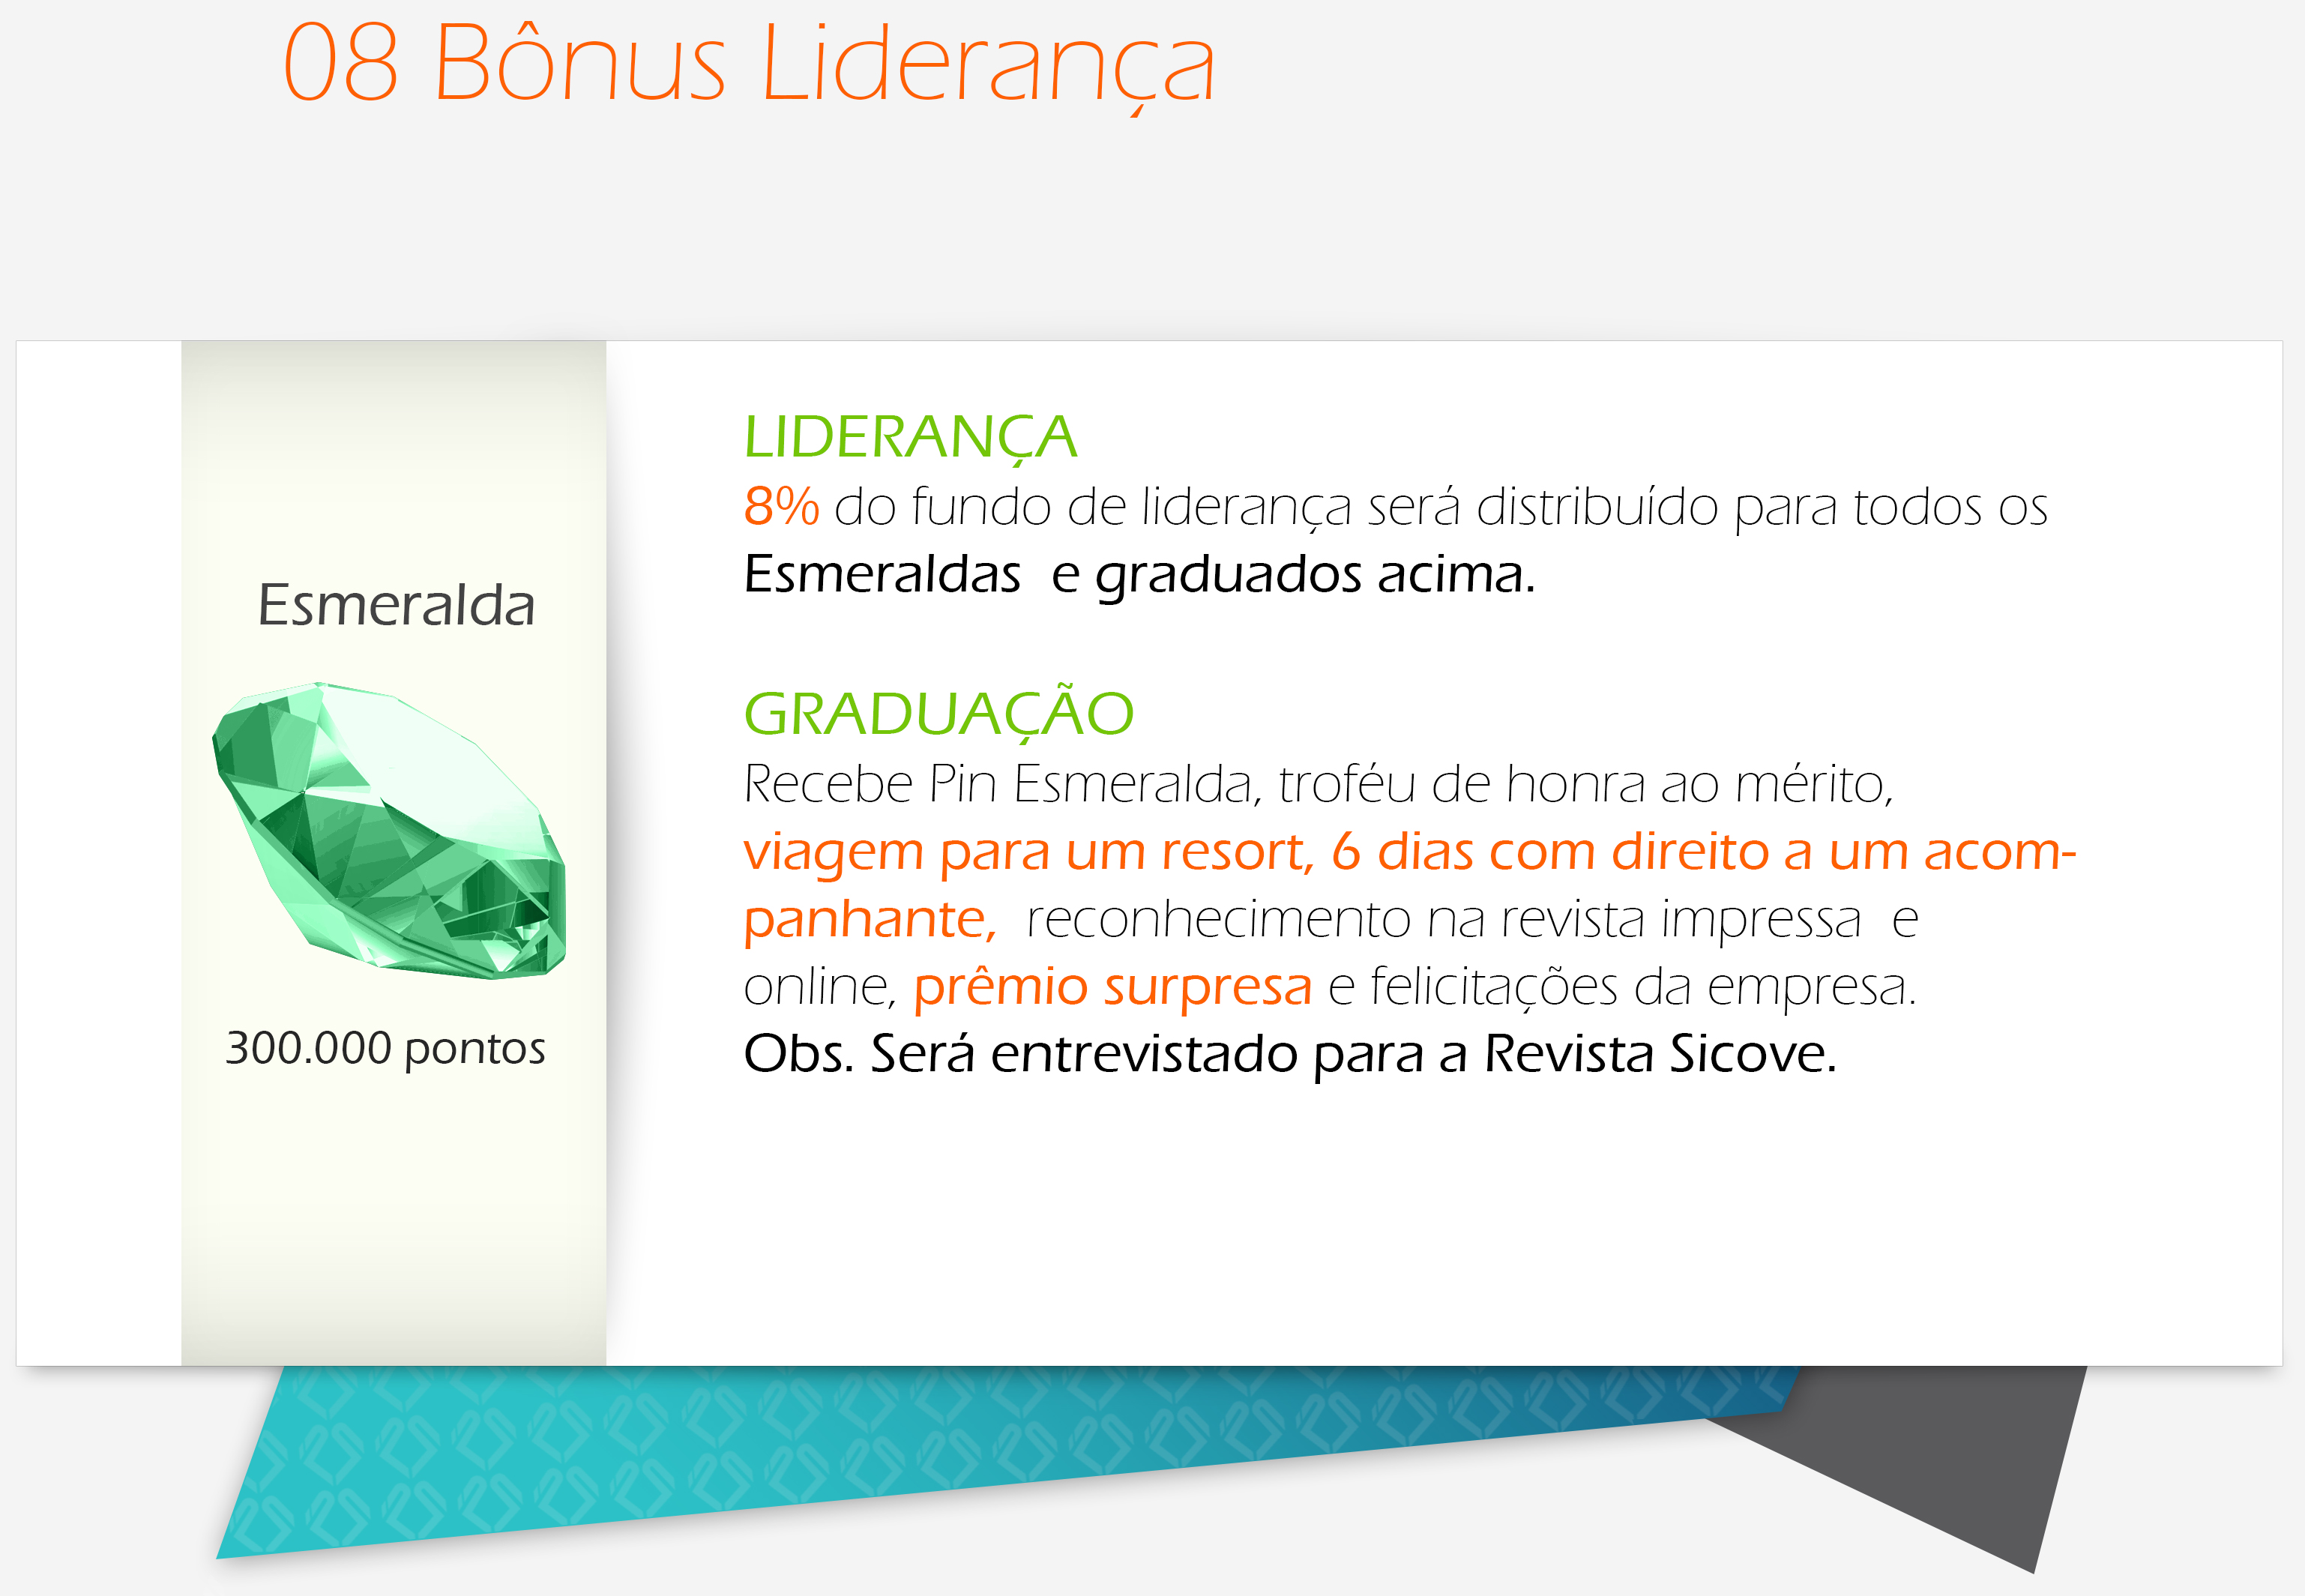 08 Bônus Liderança
Esmeralda
300.000 pontos
LIDERANÇA
8% do fundo de liderança será distribuído para todos os
Esmeraldas e graduados acima.
GRADUAÇÃO
Recebe Pin Esmeralda, troféu de honra ao mérito,
viagem para um resort, 6 dias com direito a um acom-
panhante, reconhecimento na revista impressa e
online, prêmio surpresa e felicitações da empresa.
Obs. Será entrevistado para a Revista Sicove.